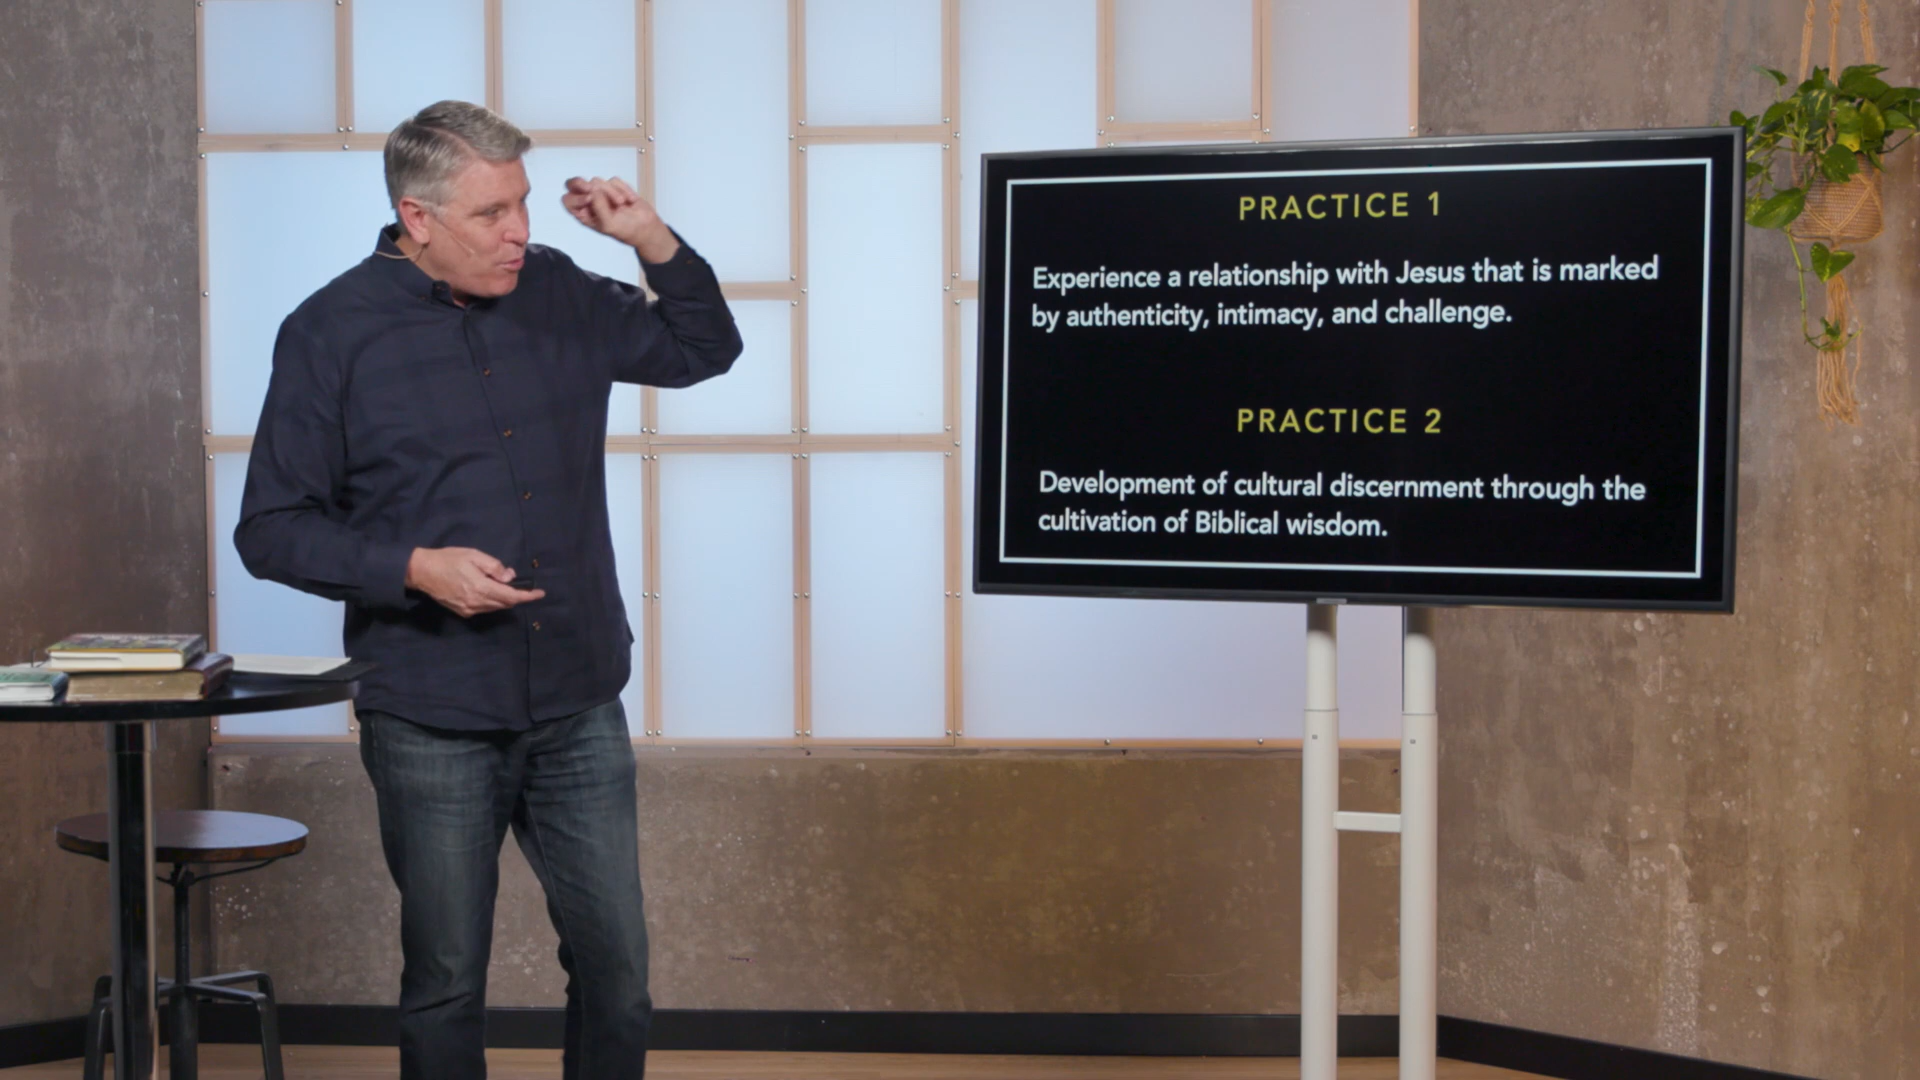 PRACTICE 1
Experience a relationship with Jesus that is marked
by authenticity, intimacy, and challenge.
PRACTICE 2
Development of cultural discernment through the
cultivation of Biblical wisdom.